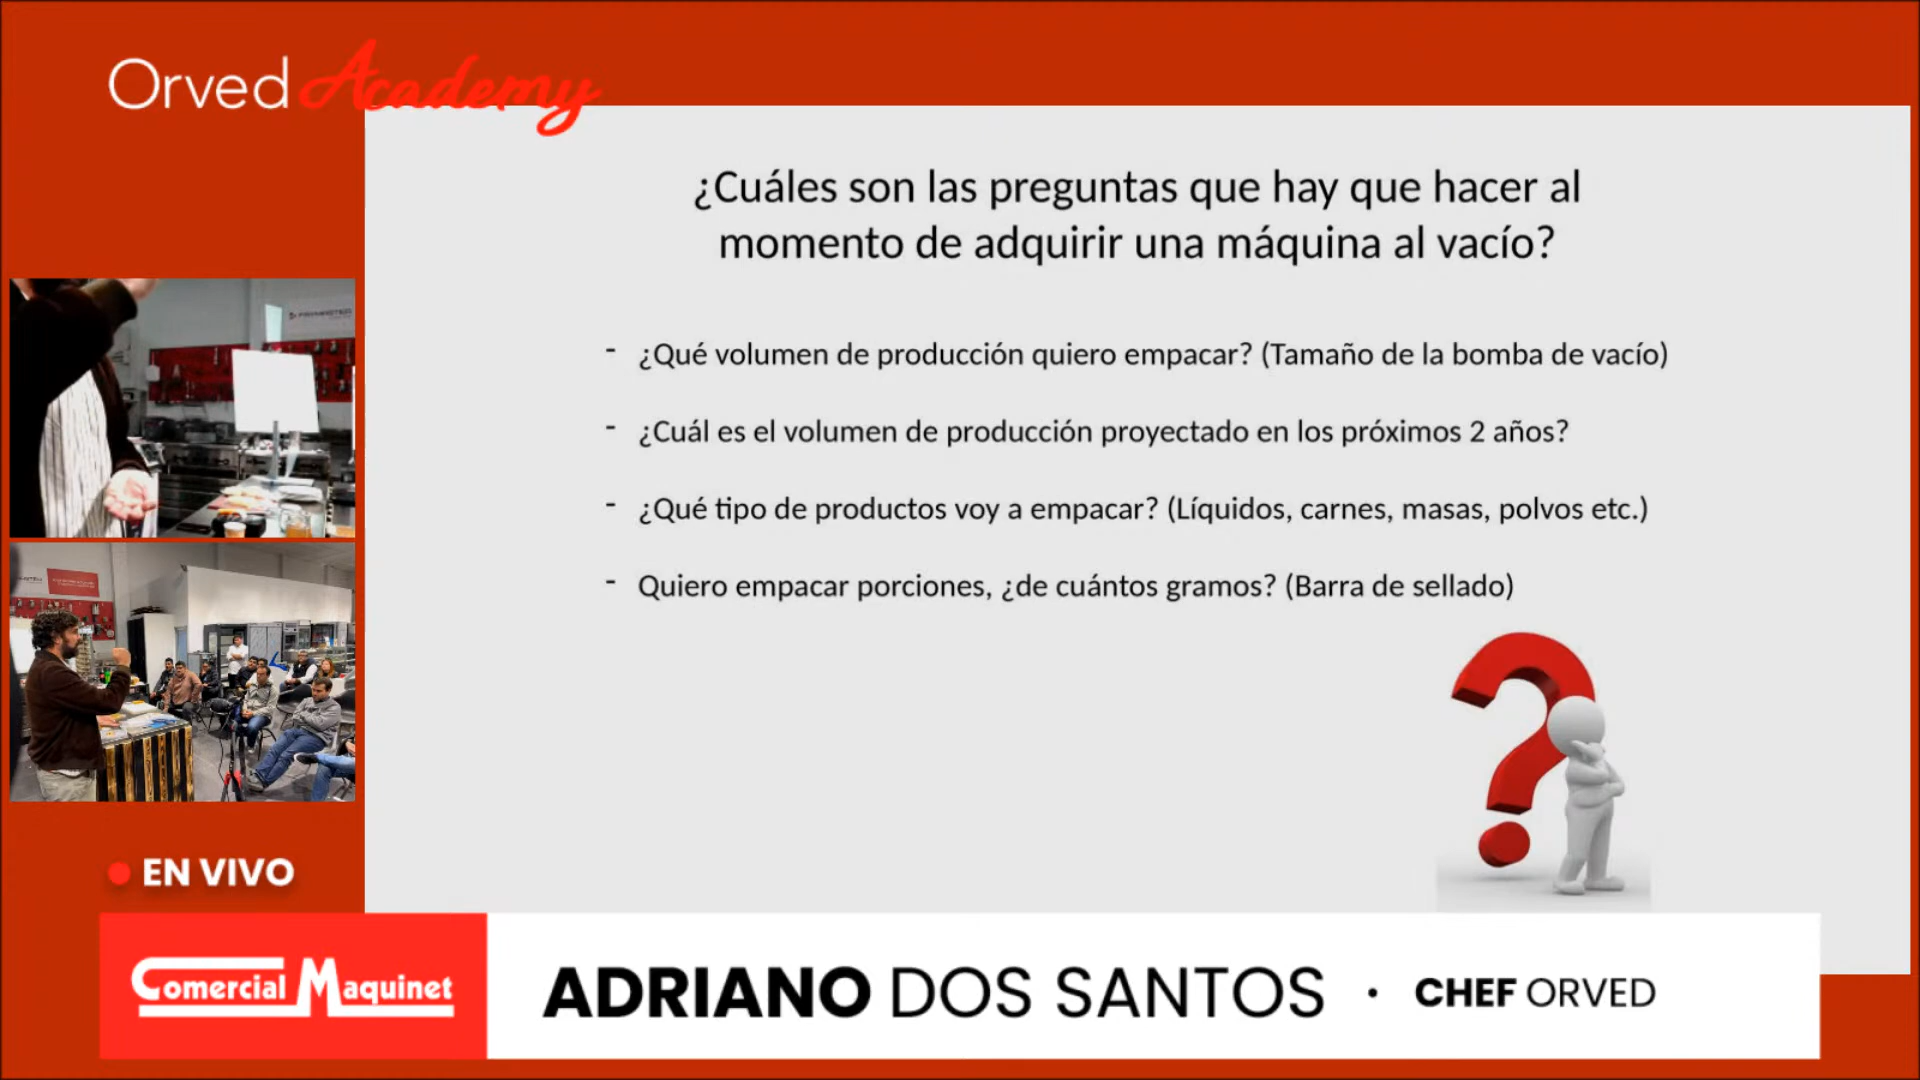 Orved Academy
¿Cuáles son las preguntas que hay que hacer al
momento de adquirir una máquina al vacío?
- ¿Qué volumen de producción quiero empacar? (Tamaño de la bomba de vacío)
- ¿Cuál es el volumen de producción proyectado en los próximos 2 años?
- ¿Qué tipo de productos voy a empacar? (Líquidos, carnes, masas, polvos etc.)
- Quiero empacar porciones, ¿de cuántos gramos? (Barra de sellado)
EN VIVO
Comercial Maquinet
ADRIANO DOS SANTOS · CHEF ORVED